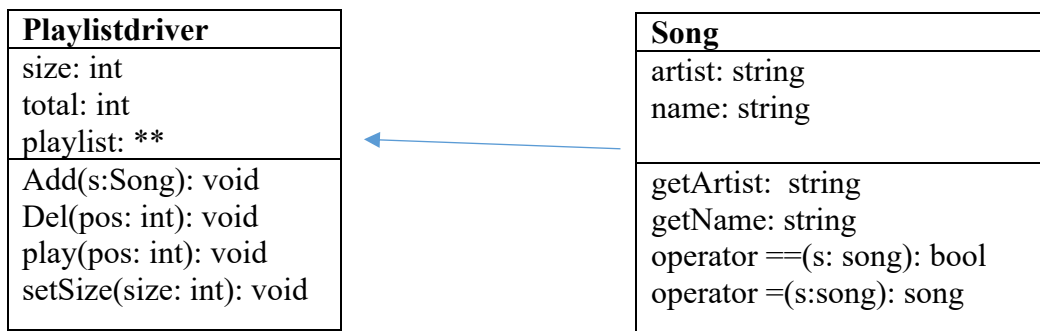 Playlistdriver
size: int
total: int
playlist: **
Add(s:Song): void
Del(pos: int): void
play(pos: int): void
setSize(size: int): void
Song
artist: string
name: string
getArtist:  string
getName: string
operator ==(s: song): bool
operator =(s:song): song